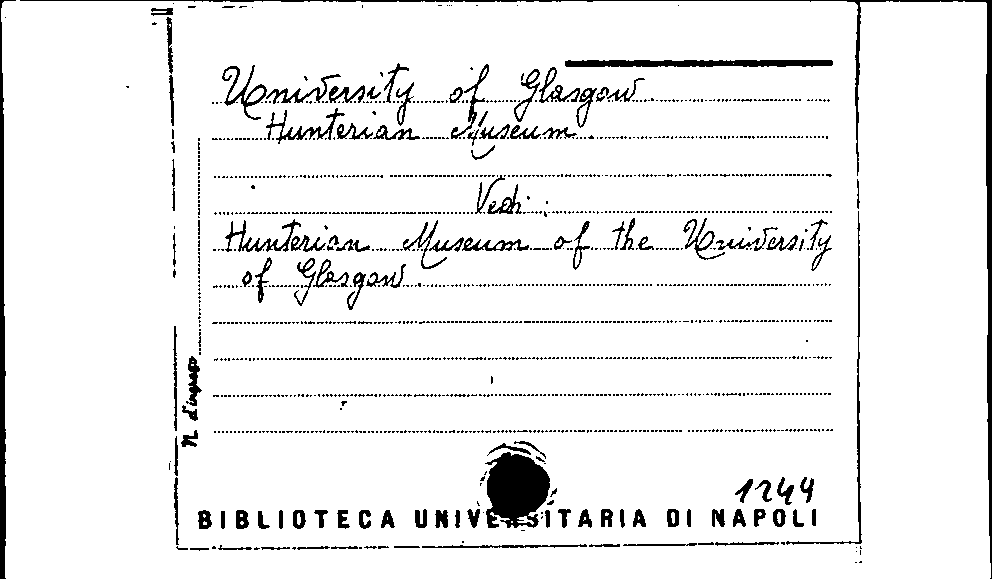 University of Glasgow.
Hunterian Museum.
Vedi:
Hunterian Museum of the University
of Glasgow.
N. d'ingresso
1244
BIBLIOTECA UNIVERSITARIA DI NAPOLI